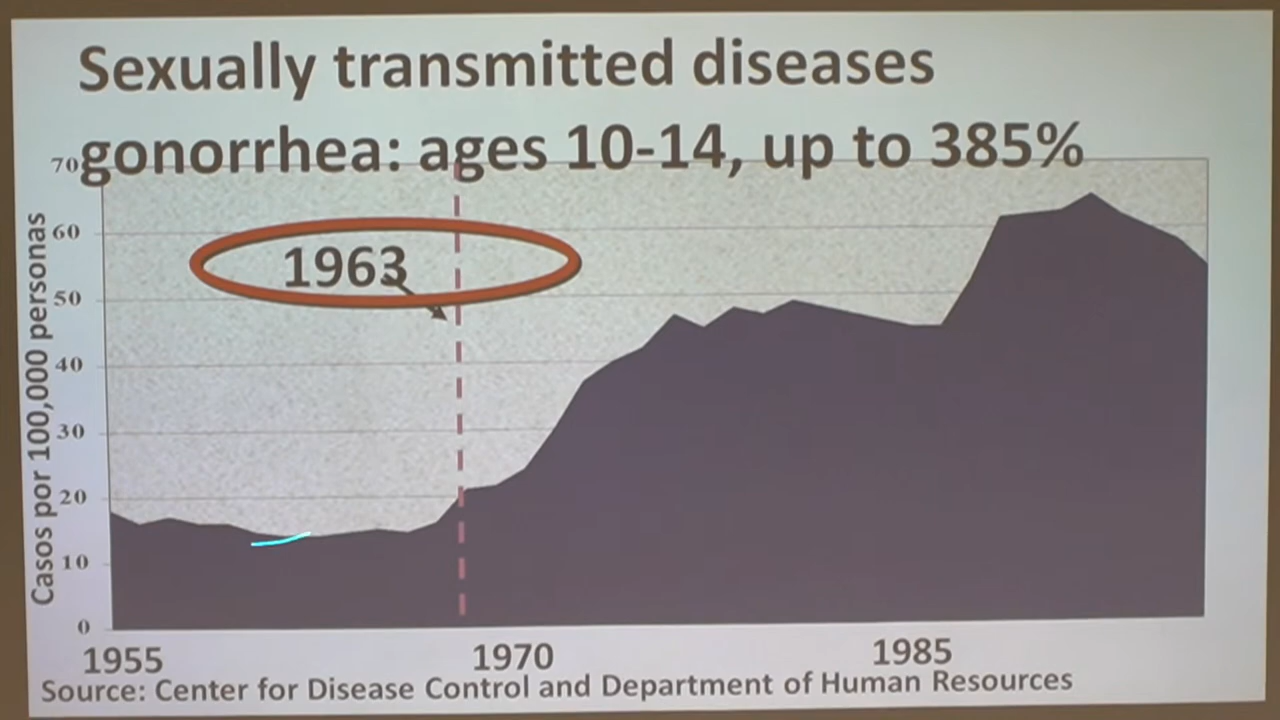 Sexually transmitted diseases
gonorrhea: ages 10-14, up to 385%
70
60
50
40
30
20
10
0
Casos por 100,000 personas
1963
1955 1970 1985
Source: Center for Disease Control and Department of Human Resources